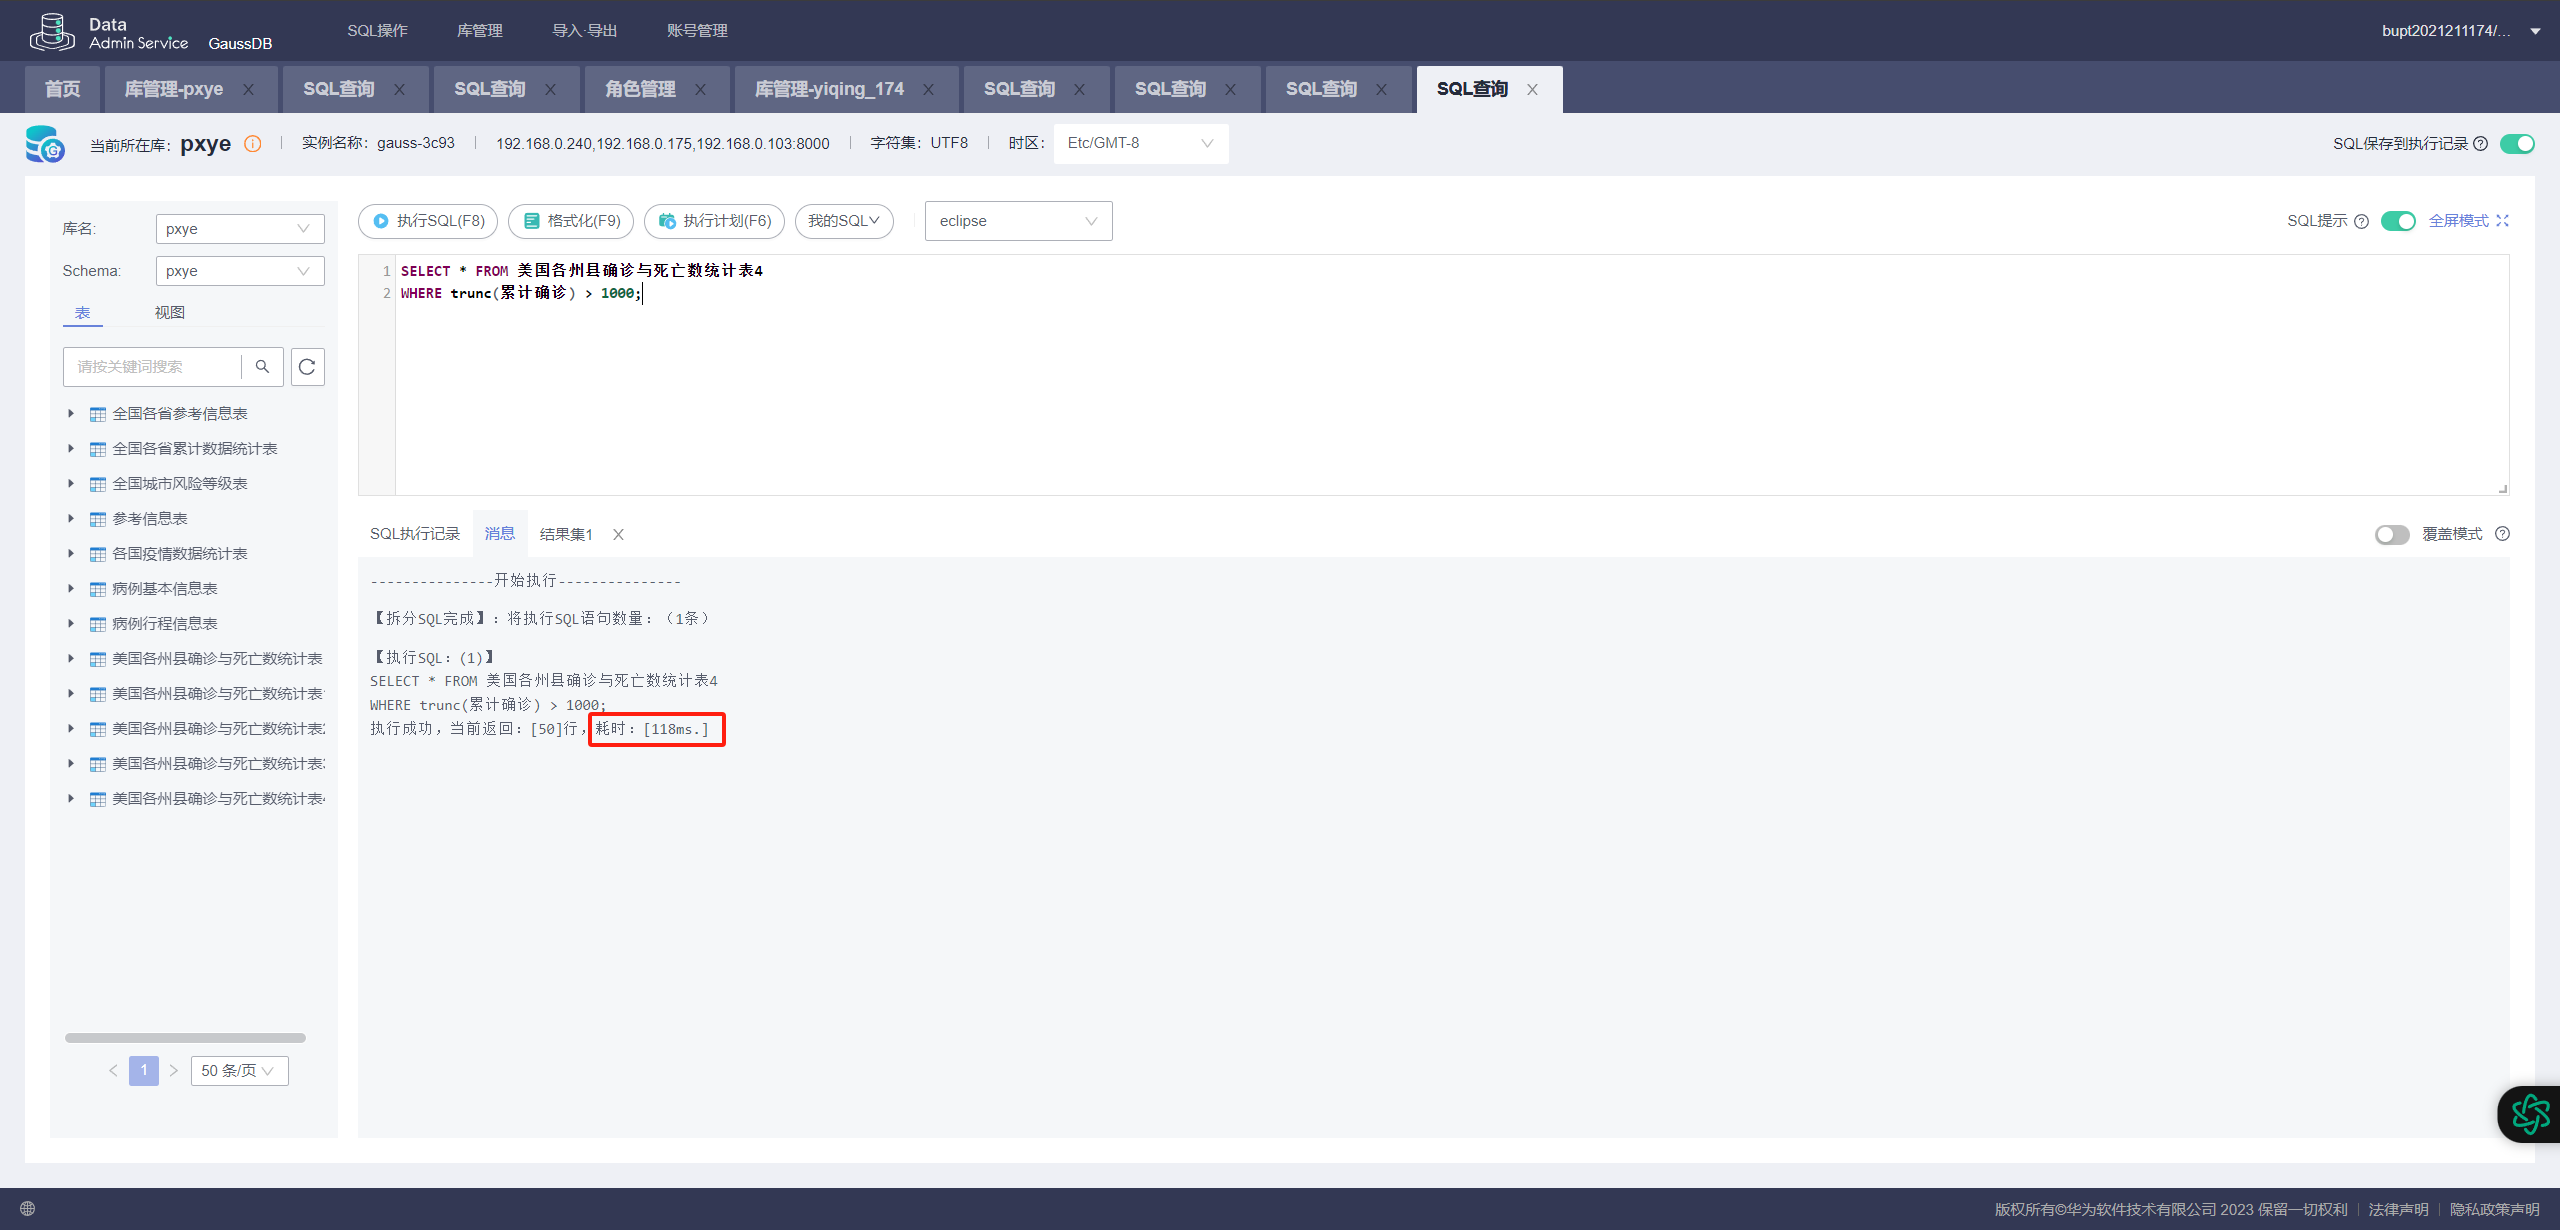 Data
Admin Service GaussDB SQL操作 库管理 导入·导出 账号管理 bupt2021211174/...
首页 库管理-pxye SQL查询 SQL查询 角色管理 库管理-yiqing_174 SQL查询 SQL查询 SQL查询 SQL查询
当前所在库: pxye 实例名称: gauss-3c93 192.168.0.240,192.168.0.175,192.168.0.103:8000 字符集: UTF8 时区: Etc/GMT-8 SQL保存到执行记录
库名: pxye
Schema: pxye
表 视图
请按关键词搜索
全国各省参考信息表
全国各省累计数据统计表
全国城市风险等级表
参考信息表
各国疫情数据统计表
病例基本信息表
病例行程信息表
美国各州县确诊与死亡数统计表
美国各州县确诊与死亡数统计表1
美国各州县确诊与死亡数统计表2
美国各州县确诊与死亡数统计表3
美国各州县确诊与死亡数统计表4
1 50 条/页
执行SQL(F8) 格式化(F9) 执行计划(F6) 我的SQL eclipse SQL提示 全屏模式
1 SELECT * FROM 美国各州县确诊与死亡数统计表4
2 WHERE trunc(累计确诊) > 1000;
SQL执行记录 消息 结果集1 覆盖模式
---------------开始执行---------------
【拆分SQL完成】：将执行SQL语句数量：（1条）
【执行SQL：(1)】
SELECT * FROM 美国各州县确诊与死亡数统计表4
WHERE trunc(累计确诊) > 1000;
执行成功，当前返回：[50]行，耗时：[118ms.]
版权所有©华为软件技术有限公司 2023 保留一切权利 法律声明 隐私政策声明